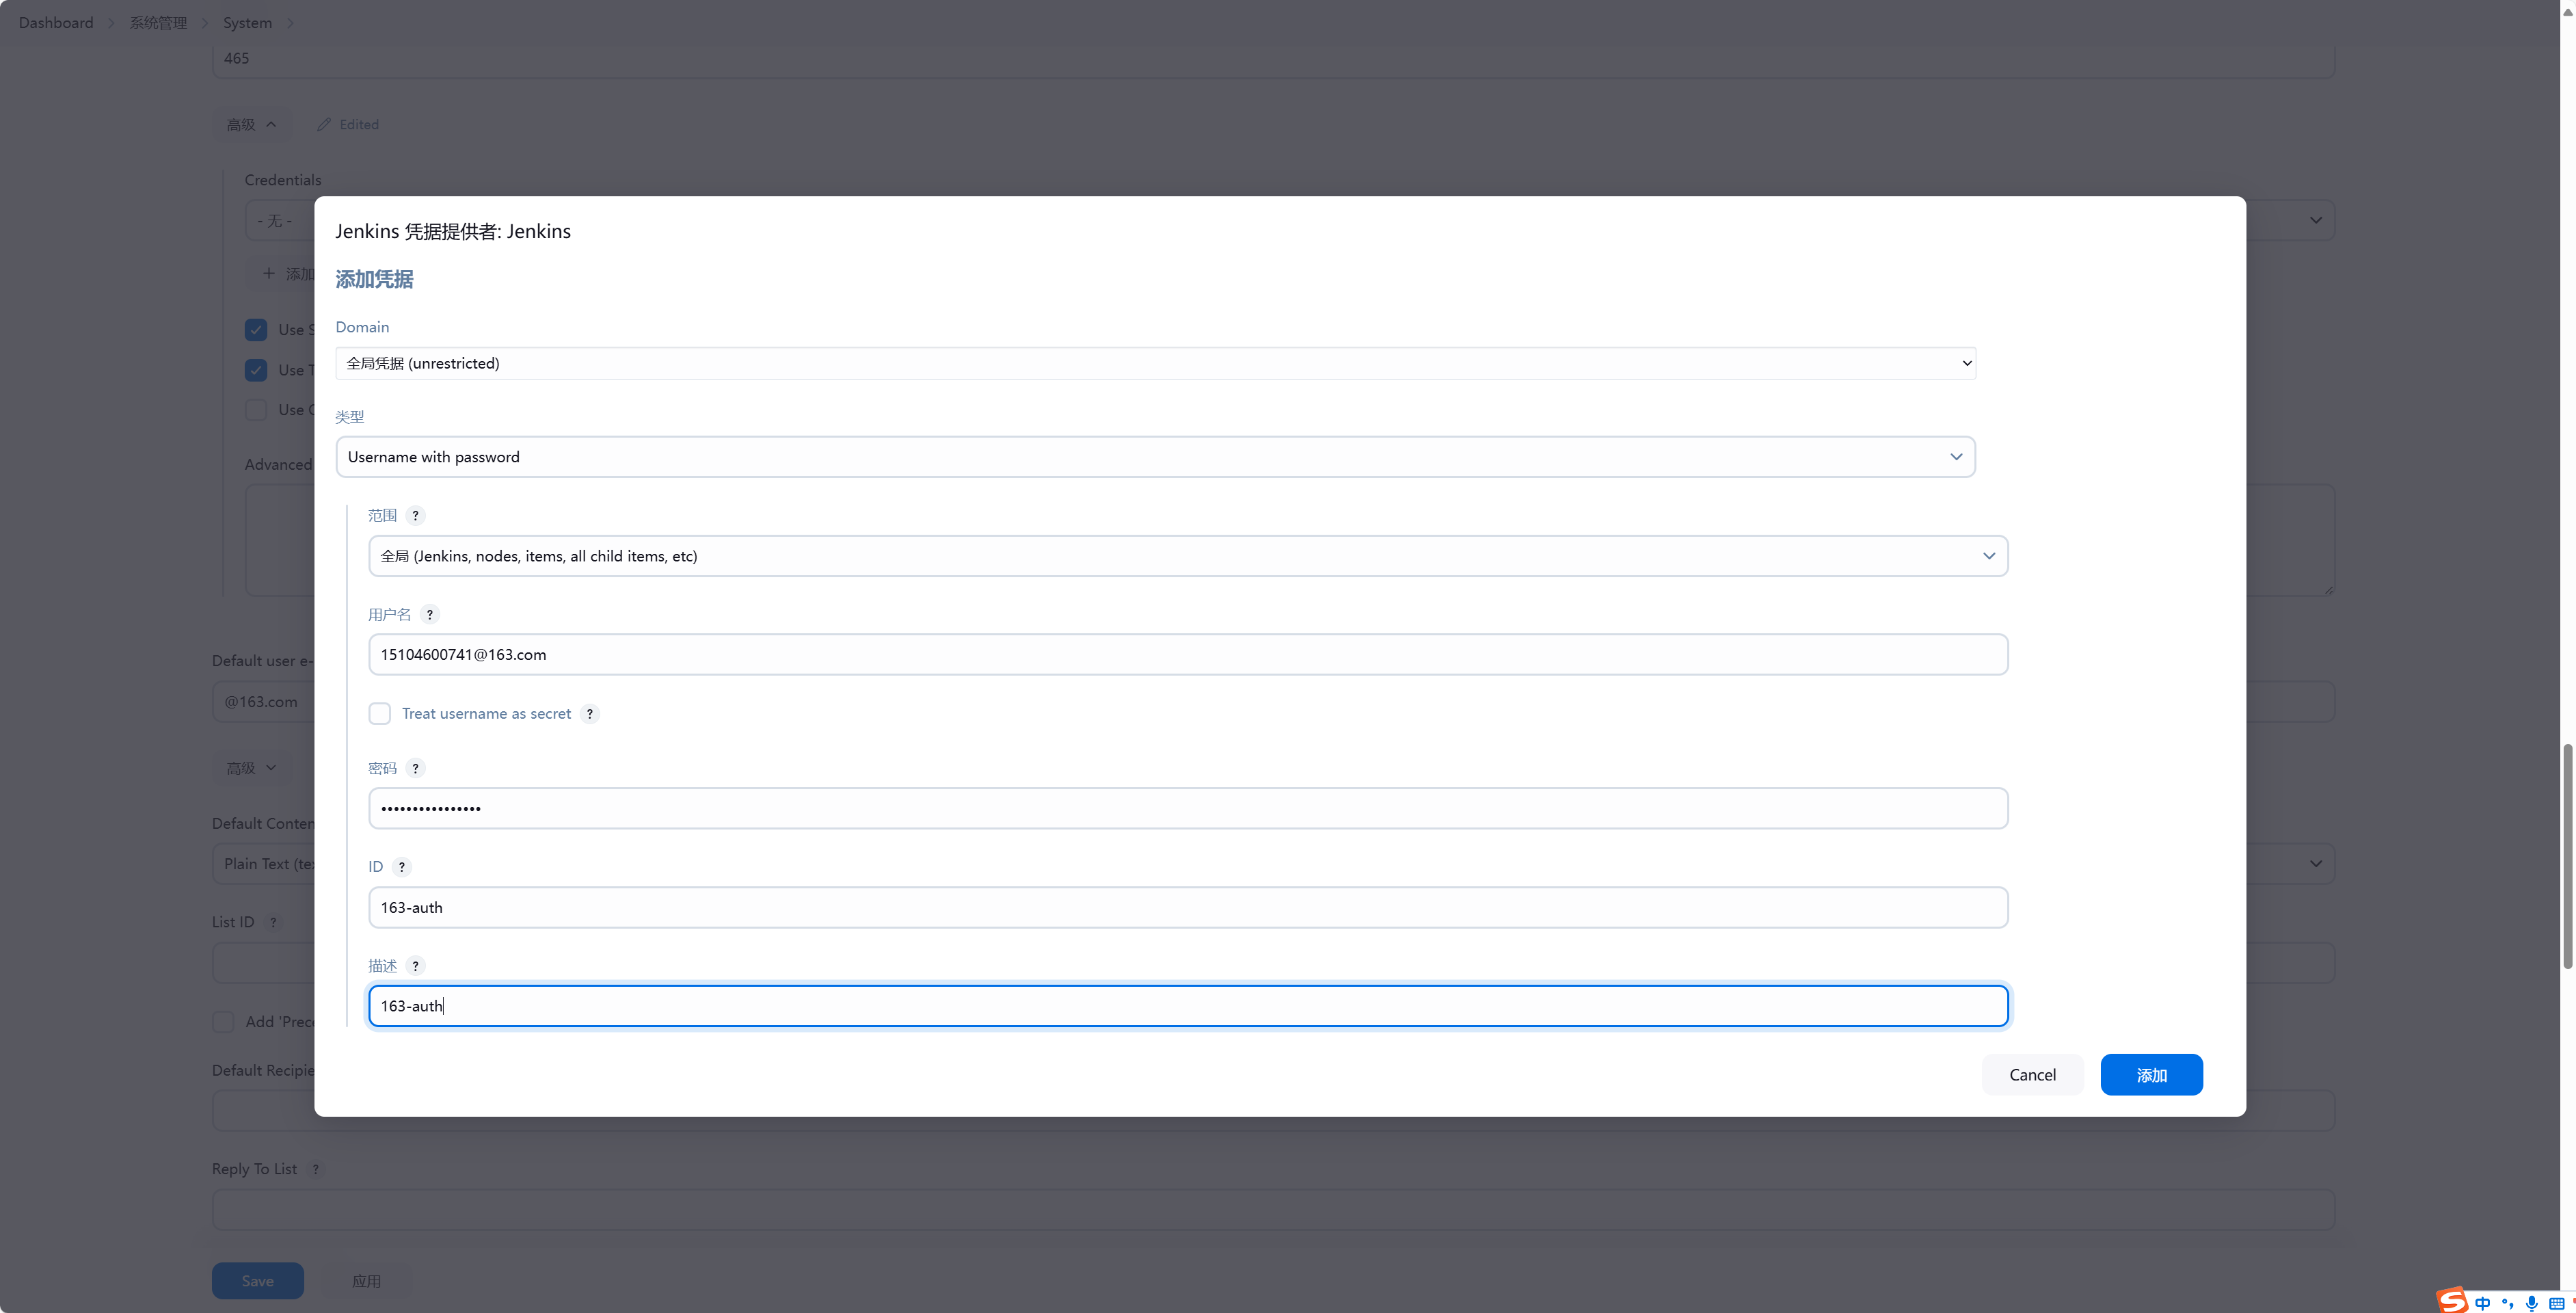 Dashboard
系统管理
System
465
高级
Edited
Credentials
- 无 -
添加
Use
Use
Use
Advanced
Jenkins 凭据提供者: Jenkins
添加凭据
Domain
全局凭据 (unrestricted)
类型
Username with password
范围 ?
全局 (Jenkins, nodes, items, all child items, etc)
用户名 ?
15104600741@163.com
Treat username as secret ?
密码 ?
••••••••••••••••
ID ?
163-auth
描述 ?
163-auth
Cancel
添加
Default user e-
@163.com
高级
Default Conten
Plain Text (te
List ID ?
Add 'Prece
Default Recipie
Reply To List ?
Save
应用
中